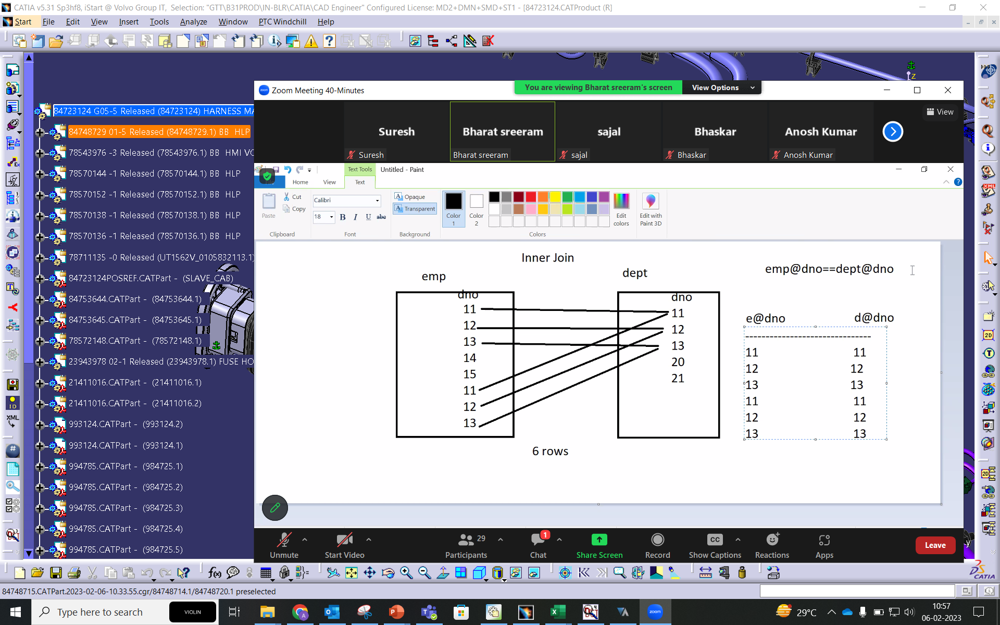 CATIA v5.31 Sp3hf8, iStart @ Volvo Group IT, Selection: "GTT\B31PROD\IN-BLR\CATIA\CAD Engineer" Configured License: MD2+DMN+SMD+ST1 - [84723124.CATProduct (R]
Start File Edit View Insert Tools Analyze Window PTC Windchill Help
84723124 G05-5 Released (84723124) HARNESS MA
84748729 01-5 Released (84748729.1) BB HLP
78543976 -3 Released (78543976.1) BB HMI VO
78570144 -1 Released (78570144.1) BB HLP
78570152 -1 Released (78570152.1) BB HLP
78570138 -1 Released (78570138.1) BB HLP
78570136 -1 Released (78570136.1) BB HLP
78711135 -0 Released (UT1562V_0105832113.1)
84723124POSREF.CATPart - (SLAVE_CAB)
84753644.CATPart - (84753644.1)
84753645.CATPart - (84753645.1)
78572148.CATPart - (78572148.1)
23943978 02-1 Released (23943978.1) FUSE HO
21411016.CATPart - (21411016.1)
21411016.CATPart - (21411016.2)
993124.CATPart - (993124.2)
993124.CATPart - (993124.1)
994785.CATPart - (984725.1)
994785.CATPart - (984725.2)
994785.CATPart - (984725.3)
994785.CATPart - (984725.4)
994785.CATPart - (984725.5)
Zoom Meeting 40-Minutes
You are viewing Bharat sreeram's screen View Options
View
Suresh Bharat sreeram sajal Bhaskar Anosh Kumar
Suresh Bharat sreeram sajal Bhaskar Anosh Kumar
Text Tools Untitled - Paint
Home View Text
Paste Cut Copy
Clipboard
Calibri
18 B I U abc
Font
Opaque
Transparent
Background
Color 1
Color 2
Edit colors
Colors
Edit with Paint 3D
Inner Join
emp dept emp@dno==dept@dno
dno
11
12
13
14
15
11
12
13
dno
11
12
13
20
21
e@dno d@dno
-------------------------------
11 11
12 12
13 13
11 11
12 12
13 13
6 rows
Unmute Start Video Participants 29 Chat 1 Share Screen Record CC Show Captions Reactions Apps Leave
z
y
CATIA
84748715.CATPart.2023-02-06-10.33.55.cgr/84748714.1/84748720.1 preselected
Type here to search VIOLIN
zoom
29°C
10:57
06-02-2023